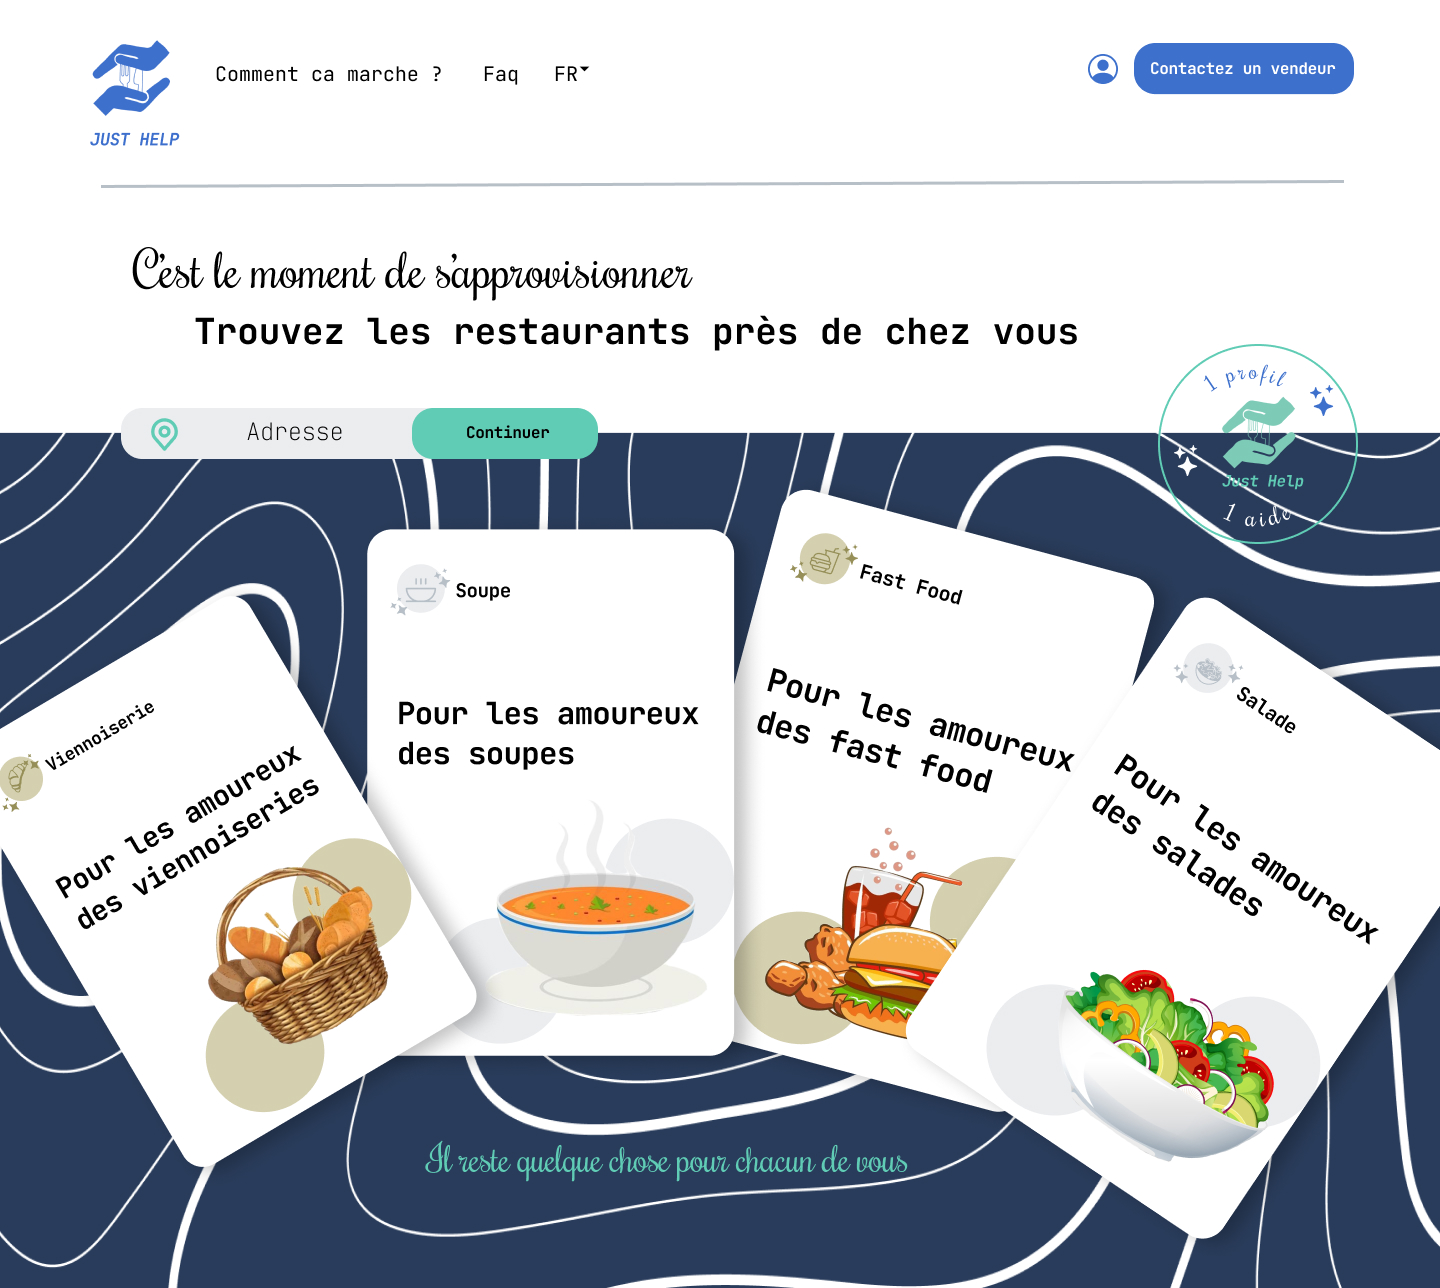 Comment ca marche ?
Faq
FR
Contactez un vendeur
JUST HELP
C'est le moment de s'approvisionner
Trouvez les restaurants près de chez vous
1 profil
Just Help
1 aide
Adresse
Continuer
Viennoiserie
Pour les amoureux
des viennoiseries
Soupe
Pour les amoureux
des soupes
Fast Food
Pour les amoureux
des fast food
Salade
Pour les amoureux
des salades
Il reste quelque chose pour chacun de vous